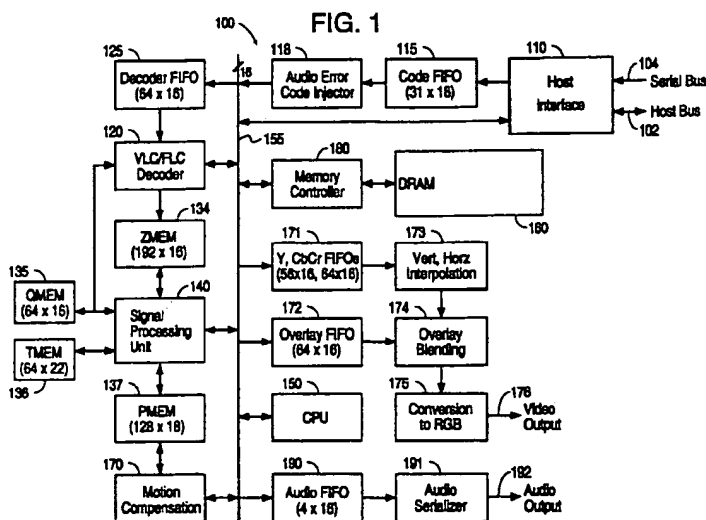 FIG. 1
100
125
Decoder FIFO
(64 x 16)
16
118
Audio Error
Code Injector
115
Code FIFO
(31 x 16)
110
Host
Interface
104
Serial Bus
Host Bus
102
120
VLC/FLC
Decoder
155
180
Memory
Controller
DRAM
160
134
ZMEM
(192 x 16)
171
Y, CbCr FIFOs
(56x16, 64x16)
173
Vert, Horz
Interpolation
135
QMEM
(64 x 16)
140
Signal
Processing
Unit
172
Overlay FIFO
(64 x 16)
174
Overlay
Blending
TMEM
(64 x 22)
136
137
PMEM
(128 x 18)
150
CPU
175
Conversion
to RGB
176
Video
Output
170
Motion
Compensation
190
Audio FIFO
(4 x 16)
191
Audio
Serializer
192
Audio
Output